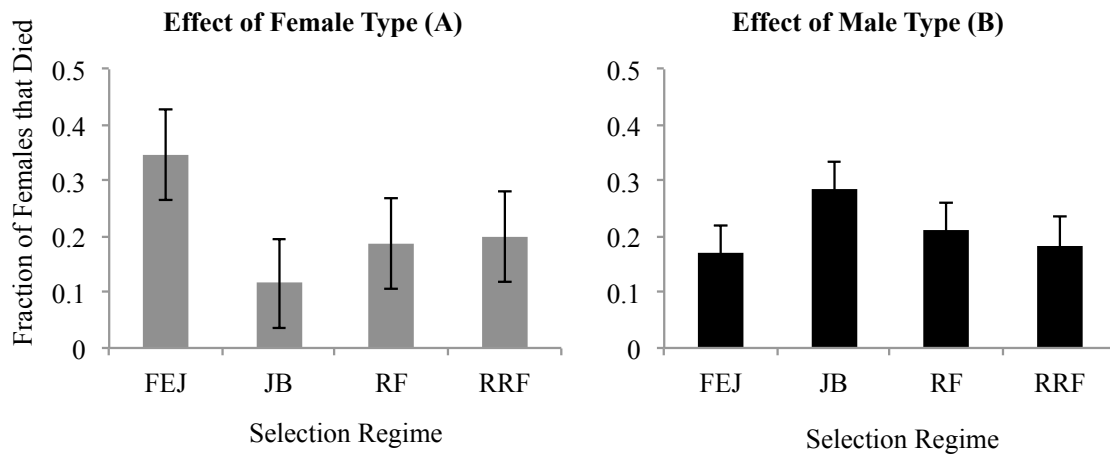 Effect of Female Type (A)
Fraction of Females that Died
0.5
0.4
0.3
0.2
0.1
0
FEJ JB RF RRF
Selection Regime
Effect of Male Type (B)
0.5
0.4
0.3
0.2
0.1
0
FEJ JB RF RRF
Selection Regime